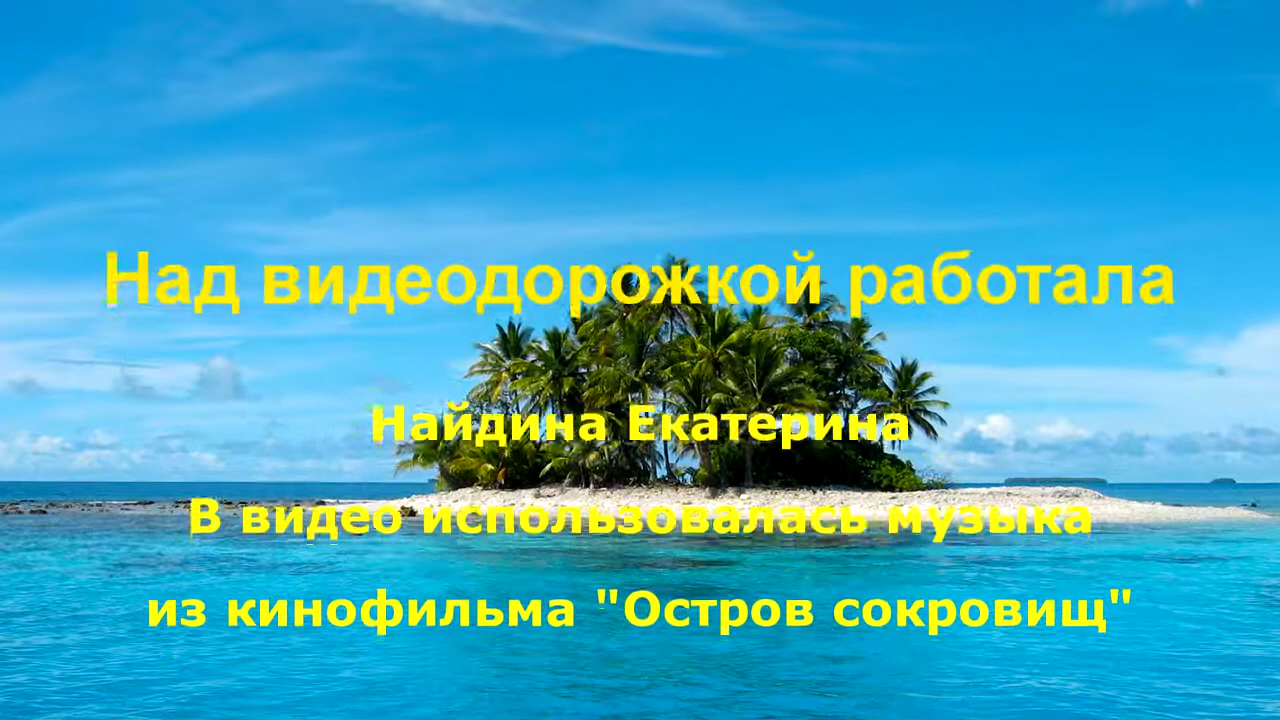 Над видеодорожкой работала
Найдина Екатерина
В видео использовалась музыка
из кинофильма "Остров сокровищ"